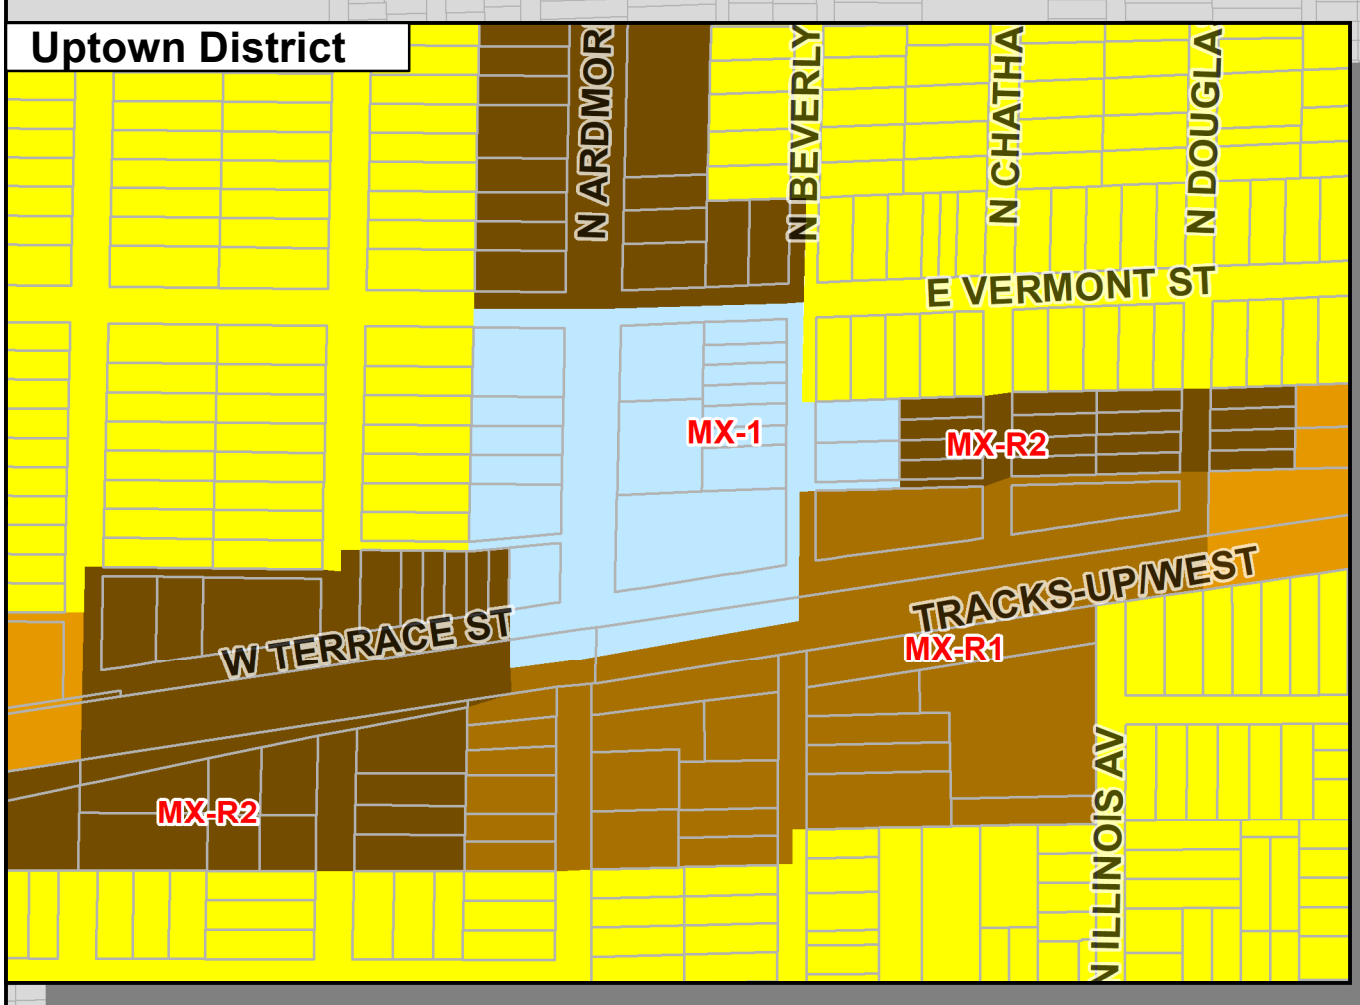 Uptown District
N ARDMOR
N BEVERLY
N CHATHA
N DOUGLA
E VERMONT ST
MX-1
MX-R2
TRACKS-UP/WEST
W TERRACE ST
MX-R1
MX-R2
N ILLINOIS AV